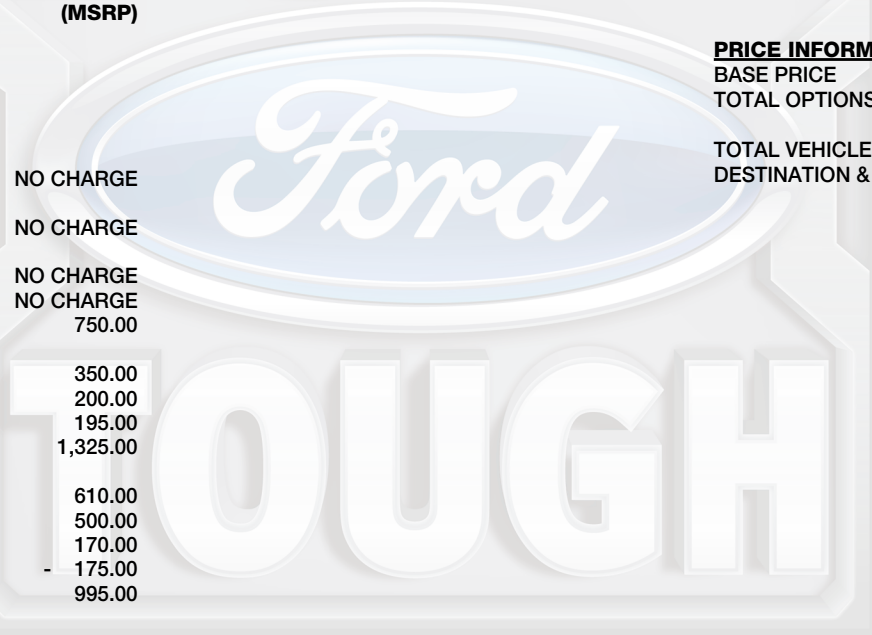 (MSRP)
NO CHARGE
NO CHARGE
NO CHARGE
NO CHARGE
750.00
350.00
200.00
195.00
1,325.00
610.00
500.00
170.00
- 175.00
995.00
PRICE INFORM
BASE PRICE
TOTAL OPTIONS
TOTAL VEHICLE
DESTINATION &
Ford
TOUGH